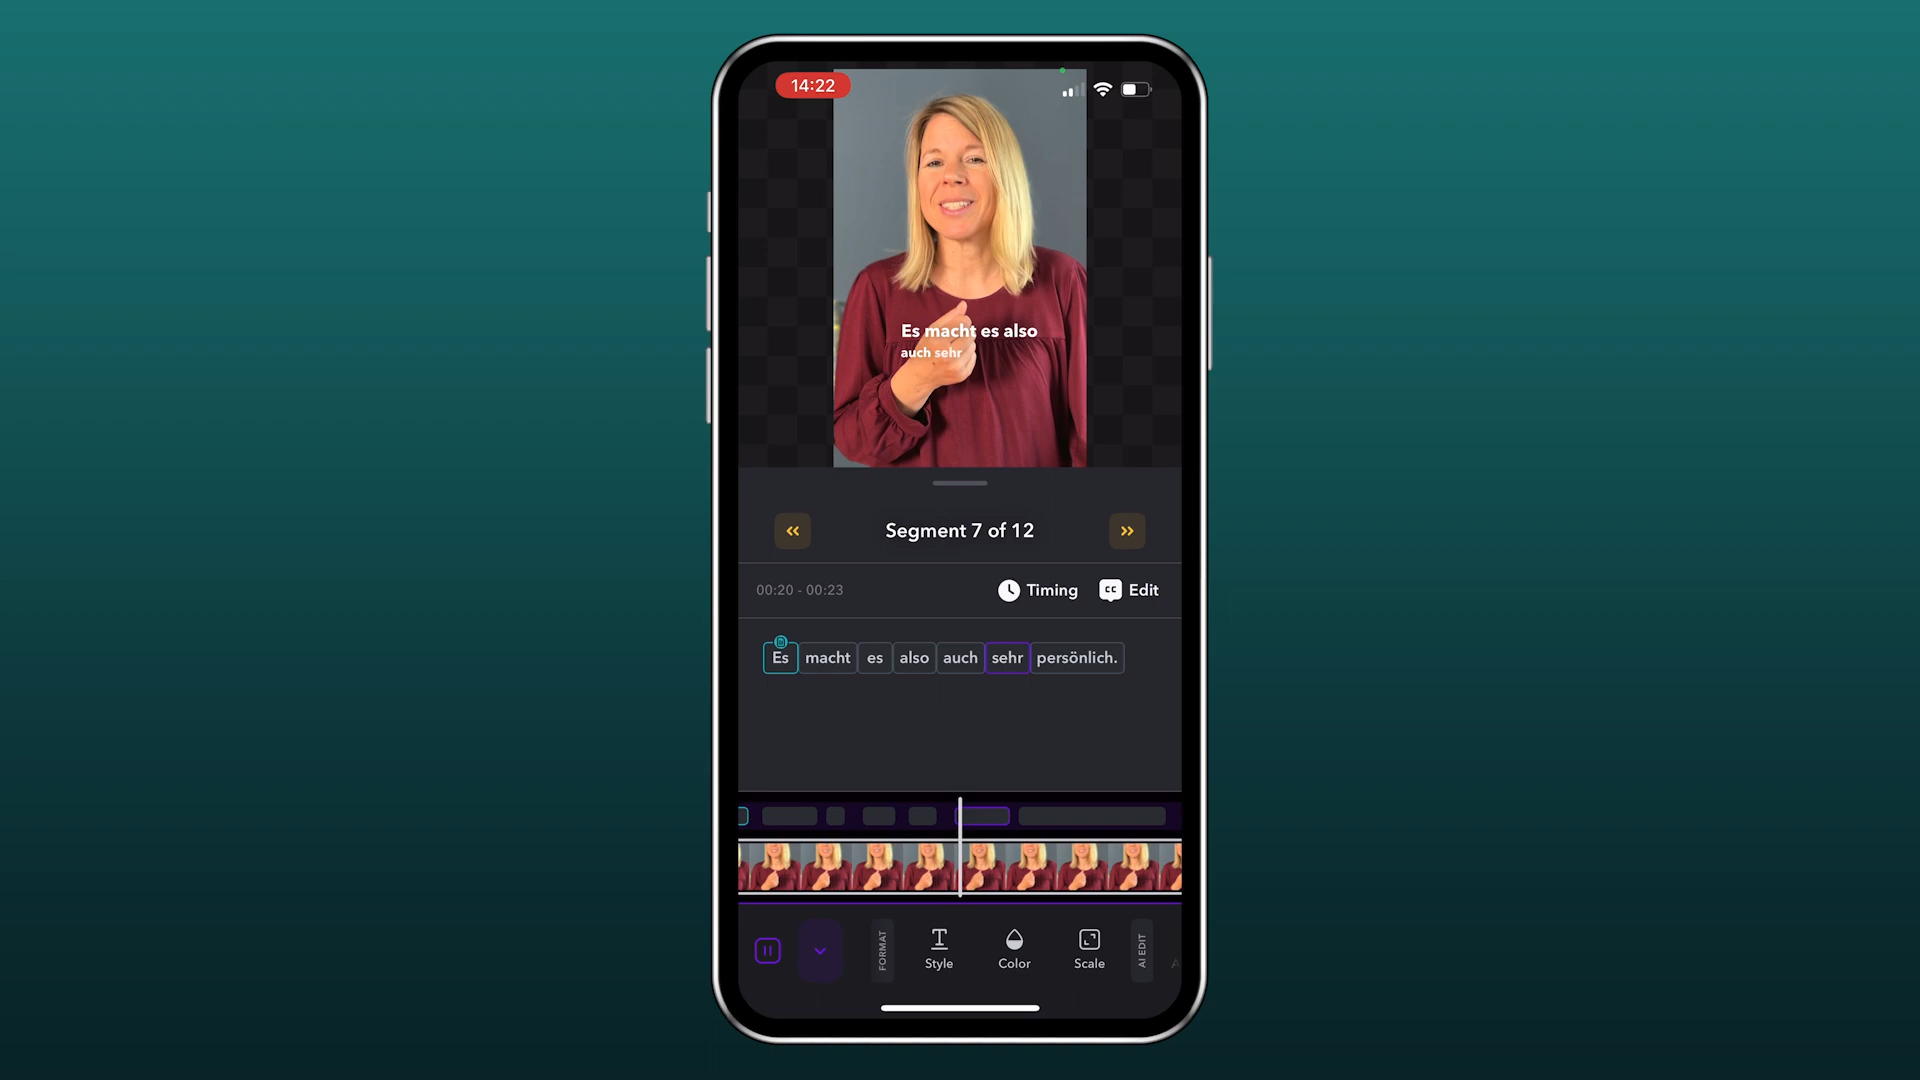 14:22
Es macht es also
auch sehr
Segment 7 of 12
00:20 - 00:23
Timing
CC Edit
Es macht es also auch sehr persönlich.
FORMAT
Style
Color
Scale
AI EDIT
A